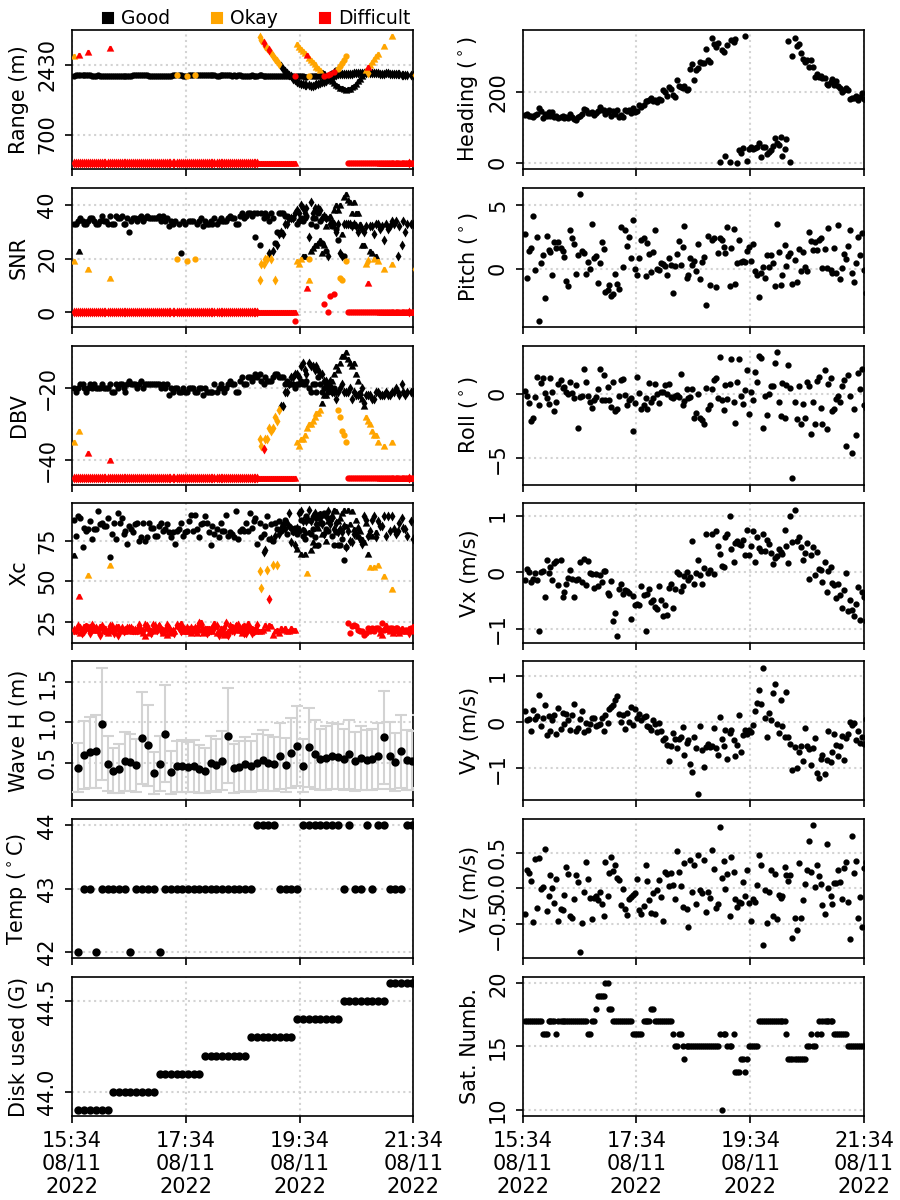 Good Okay Difficult
Range (m)
2430
700
Heading (°)
200
0
SNR
40
20
0
Pitch (°)
5
0
DBV
−20
−40
Roll (°)
0
−5
Xc
75
50
25
Vx (m/s)
1
0
−1
Wave H (m)
1.5
1.0
0.5
Vy (m/s)
1
0
−1
Temp (°C)
44
43
42
Vz (m/s)
0.5
0.0
−0.5
Disk used (G)
44.5
44.0
Sat. Numb.
20
15
10
15:34 17:34 19:34 21:34 15:34 17:34 19:34 21:34
08/11 08/11 08/11 08/11 08/11 08/11 08/11 08/11
2022 2022 2022 2022 2022 2022 2022 2022